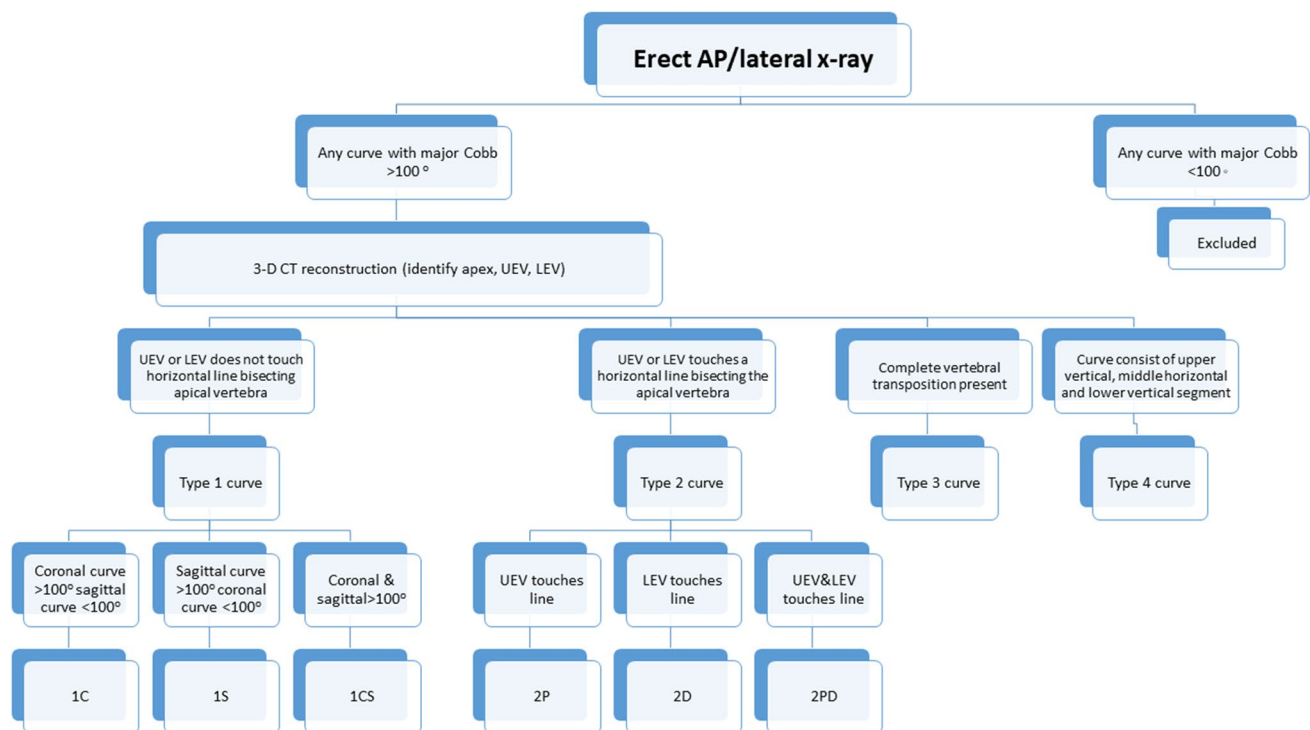 Erect AP/lateral x-ray
Any curve with major Cobb
>100 °
Any curve with major Cobb
<100 °
Excluded
3-D CT reconstruction (identify apex, UEV, LEV)
UEV or LEV does not touch
horizontal line bisecting
apical vertebra
UEV or LEV touches a
horizontal line bisecting the
apical vertebra
Complete vertebral
transposition present
Curve consist of upper
vertical, middle horizontal
and lower vertical segment
Type 1 curve
Type 2 curve
Type 3 curve
Type 4 curve
Coronal curve
>100° sagittal
curve <100°
Sagittal curve
>100° coronal
curve <100°
Coronal &
sagittal>100°
UEV touches
line
LEV touches
line
UEV&LEV
touches line
1C
1S
1CS
2P
2D
2PD